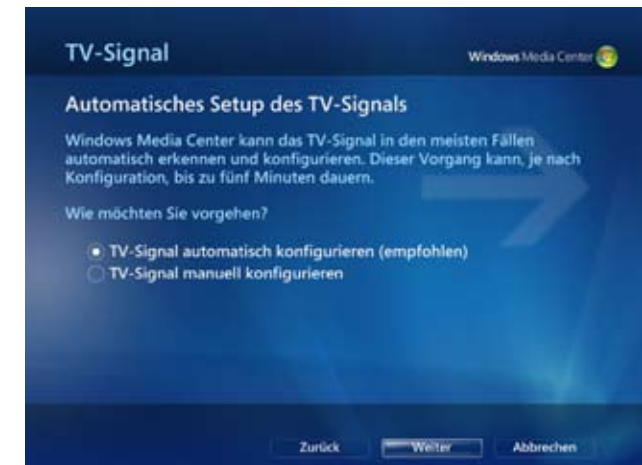 TV-Signal
Windows Media Center
Automatisches Setup des TV-Signals
Windows Media Center kann das TV-Signal in den meisten Fällen
automatisch erkennen und konfigurieren. Dieser Vorgang kann, je nach
Konfiguration, bis zu fünf Minuten dauern.
Wie möchten Sie vorgehen?
TV-Signal automatisch konfigurieren (empfohlen)
TV-Signal manuell konfigurieren
Zurück Weiter Abbrechen